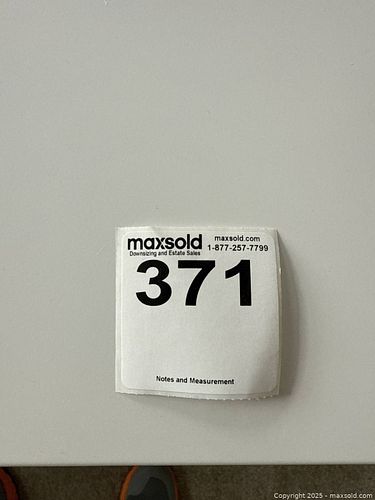 maxsold
Downsizing and Estate Sales
maxsold.com
1-877-257-7799
371
Notes and Measurement
Copyright 2025 - maxsold.com